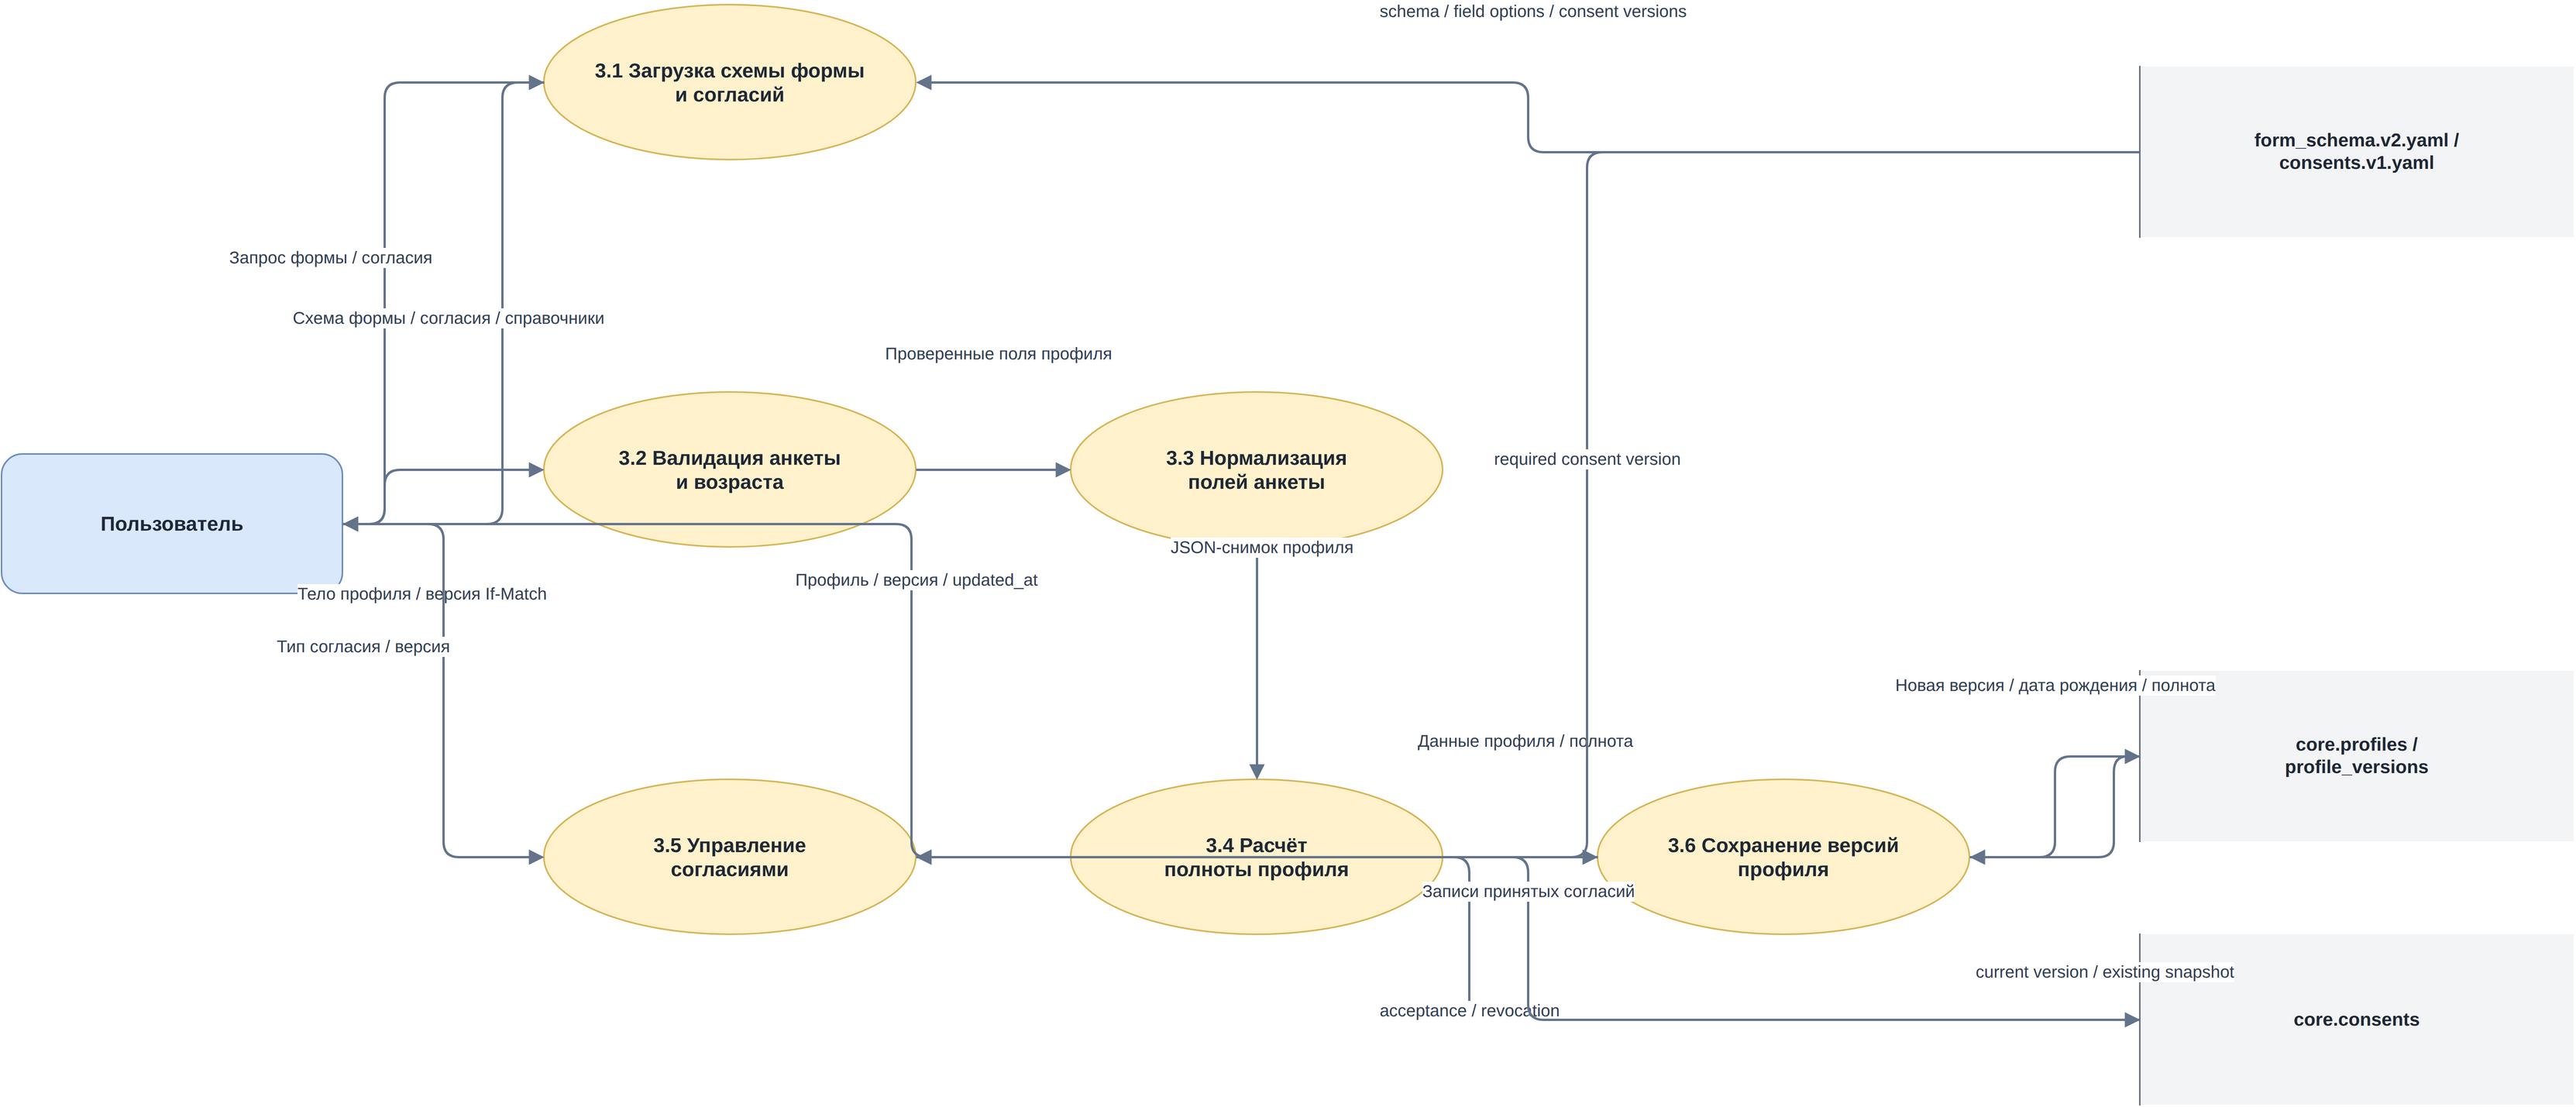 schema / field options / consent versions
3.1 Загрузка схемы формы
и согласий
form_schema.v2.yaml /
consents.v1.yaml
Запрос формы / согласия
Схема формы / согласия / справочники
Проверенные поля профиля
3.2 Валидация анкеты
и возраста
3.3 Нормализация
полей анкеты
required consent version
Пользователь
JSON-снимок профиля
Профиль / версия / updated_at
Тело профиля / версия If-Match
Тип согласия / версия
Новая версия / дата рождения / полнота
Данные профиля / полнота
core.profiles /
profile_versions
3.5 Управление
согласиями
3.4 Расчёт
полноты профиля
3.6 Сохранение версий
профиля
Записи принятых согласий
current version / existing snapshot
acceptance / revocation
core.consents